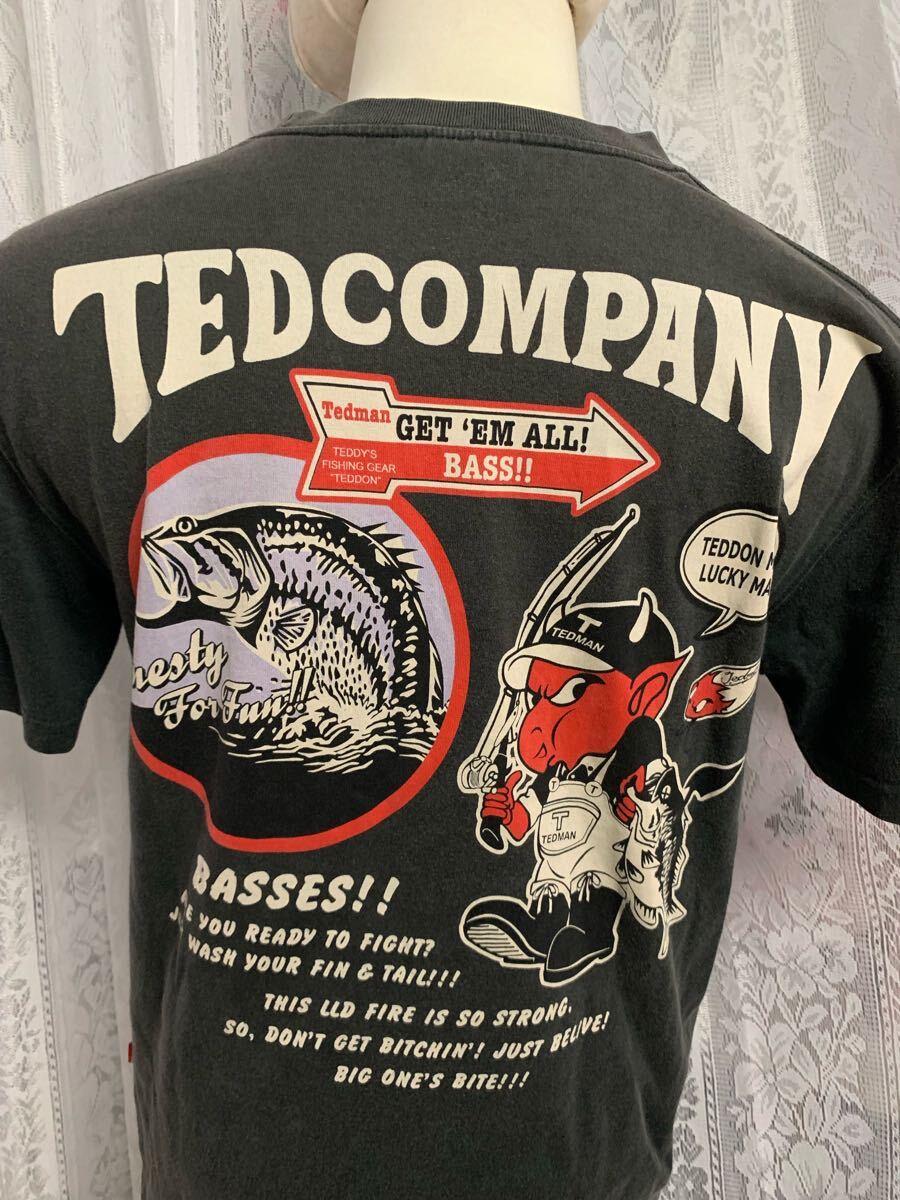 TEDCOMPANY
Tedman
GET 'EM ALL!
BASS!!
TEDDY'S
FISHING GEAR
"TEDDON"
TEDDON
LUCKY
T
TEDMAN
For Fun!!
T
TEDMAN
BASSES!!
YOU READY TO FIGHT?
WASH YOUR FIN & TAIL!!!
THIS LLD FIRE IS SO STRONG.
SO, DON'T GET BITCHIN'! JUST BELIVE!
BIG ONE'S BITE!!!